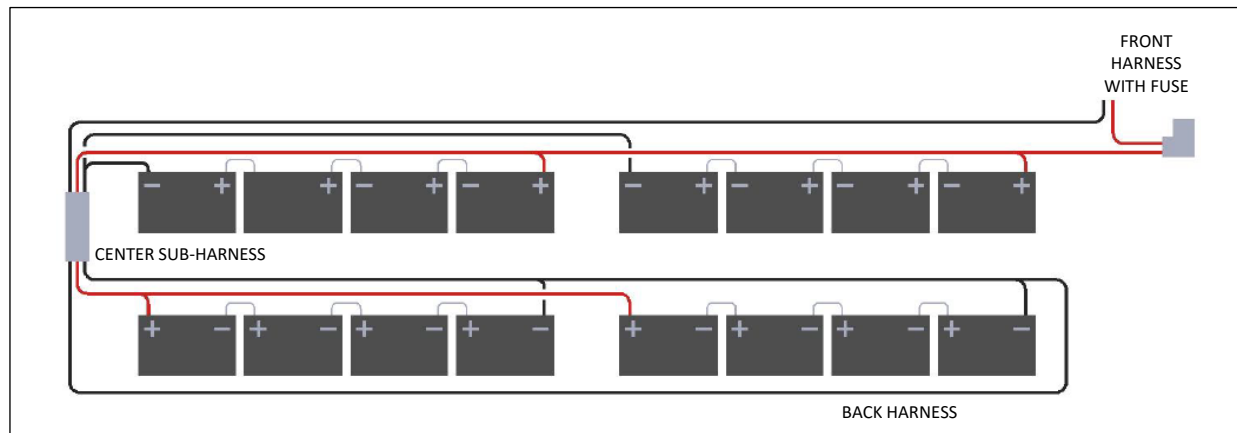 FRONT
HARNESS
WITH FUSE
− + + − + − +
− + − + − +
CENTER SUB-HARNESS
+ − + − + − + −
+ − − + − + −
BACK HARNESS